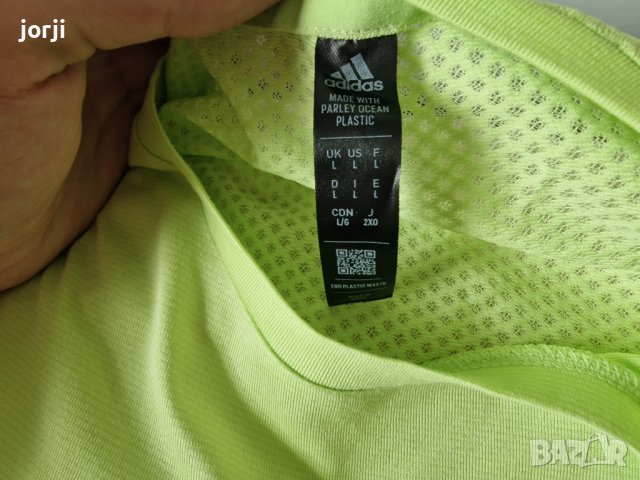 jorji
adidas
MADE WITH
PARLEY OCEAN
PLASTIC
UK US F
L L L
D I E
L L L
CDN J
L/G 2XO
END PLASTIC WASTE
BAZAR